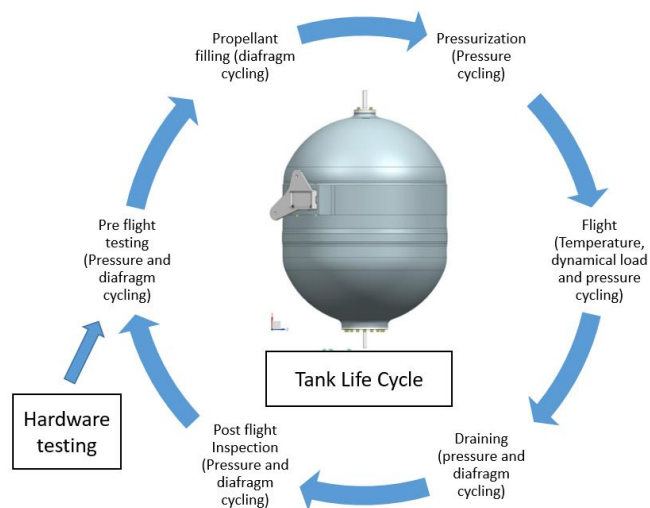 Propellant
filling (diafragm
cycling)
Pressurization
(Pressure
cycling)
Flight
(Temperature,
dynamical load
and pressure
cycling)
Draining
(pressure and
diafragm
cycling)
Post flight
Inspection
(Pressure and
diafragm
cycling)
Pre flight
testing
(Pressure and
diafragm
cycling)
Hardware
testing
Tank Life Cycle